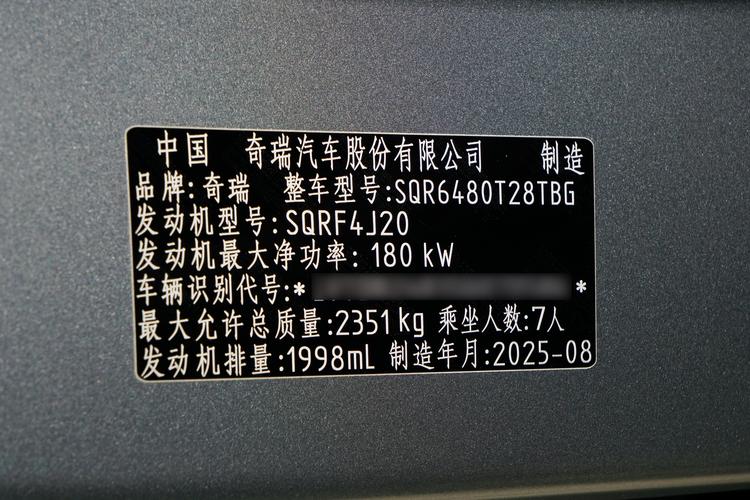 中国 奇瑞汽车股份有限公司 制造
品牌:奇瑞 整车型号:SQR6480T28TBG
发动机型号:SQRF4J20
发动机最大净功率:180 kW
车辆识别代号:* *
最大允许总质量:2351kg 乘坐人数:7人
发动机排量:1998mL 制造年月:2025-08